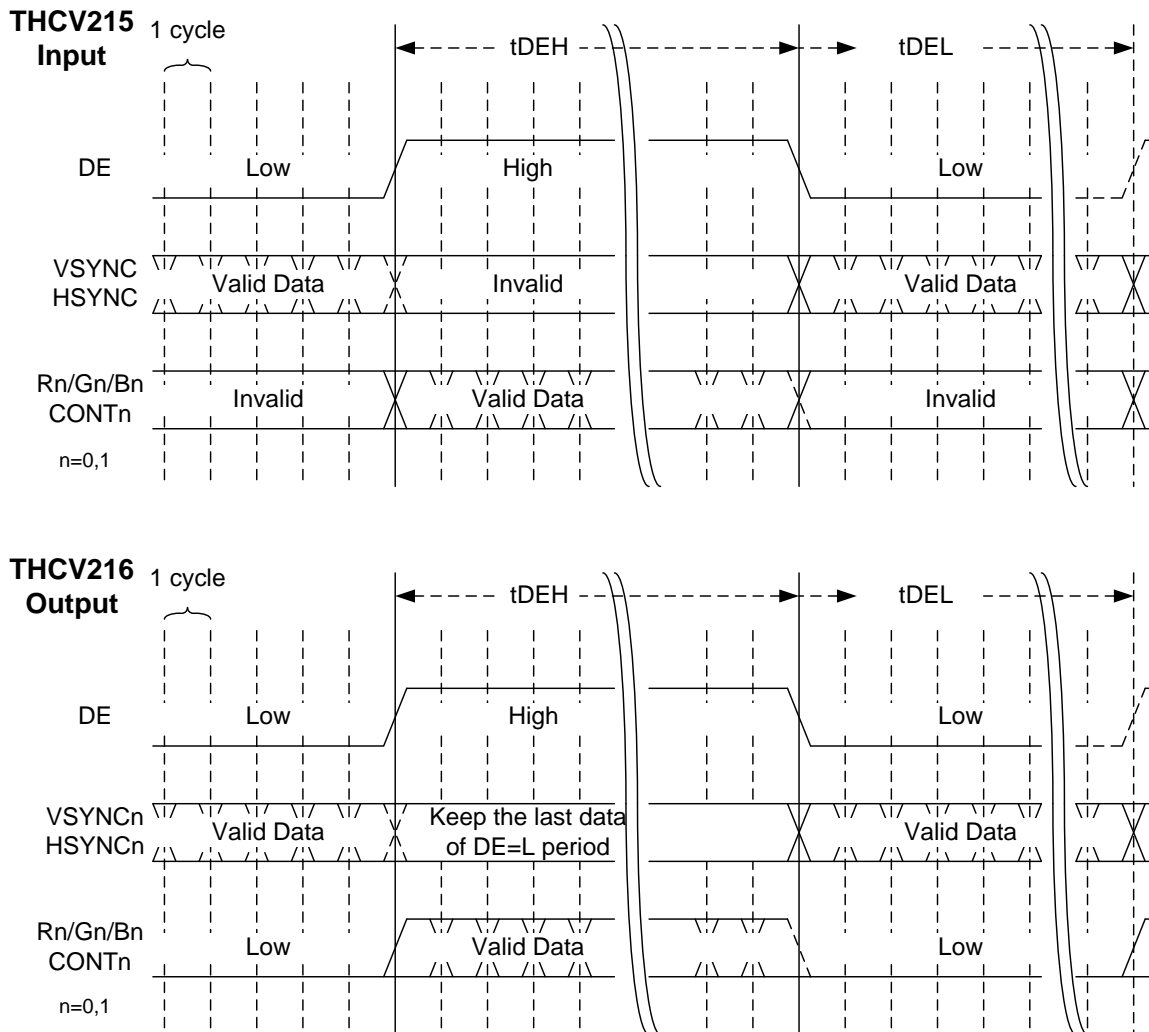 THCV215
Input
1 cycle
tDEH
tDEL
DE
Low
High
Low
VSYNC
HSYNC
Valid Data
Invalid
Valid Data
Rn/Gn/Bn
CONTn
Invalid
Valid Data
Invalid
n=0,1
THCV216
Output
1 cycle
tDEH
tDEL
DE
Low
High
Low
VSYNCn
HSYNCn
Valid Data
Keep the last data
of DE=L period
Valid Data
Rn/Gn/Bn
CONTn
Low
Valid Data
Low
n=0,1